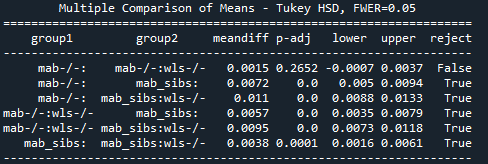 Multiple Comparison of Means - Tukey HSD, FWER=0.05
==================================================================
group1 group2 meandiff p-adj lower upper reject
------------------------------------------------------------------
mab-/-: mab-/-:wls-/- 0.0015 0.2652 -0.0007 0.0037 False
mab-/-: mab_sibs: 0.0072 0.0 0.005 0.0094 True
mab-/-: mab_sibs:wls-/- 0.011 0.0 0.0088 0.0133 True
mab-/-:wls-/- mab_sibs: 0.0057 0.0 0.0035 0.0079 True
mab-/-:wls-/- mab_sibs:wls-/- 0.0095 0.0 0.0073 0.0118 True
mab_sibs: mab_sibs:wls-/- 0.0038 0.0001 0.0016 0.0061 True
------------------------------------------------------------------